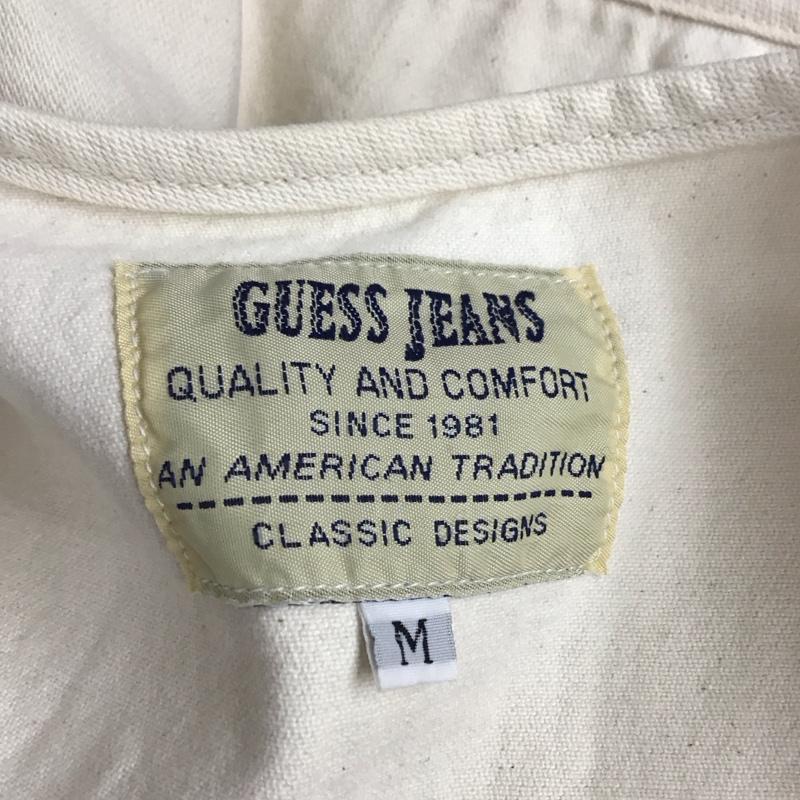 GUESS JEANS
QUALITY AND COMFORT
SINCE 1981
AN AMERICAN TRADITION
CLASSIC DESIGNS
M